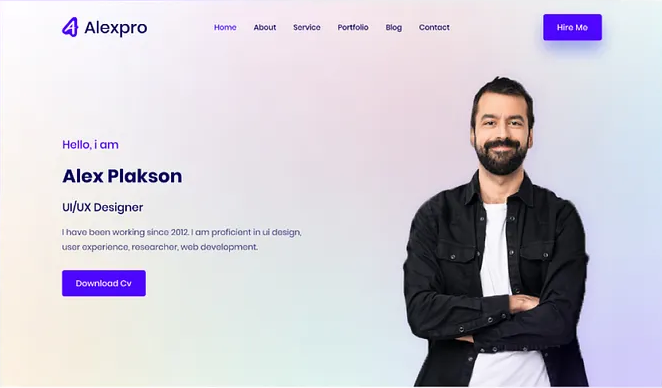 Alexpro
Home About Service Portfolio Blog Contact
Hire Me
Hello, i am
Alex Plakson
UI/UX Designer
I have been working since 2012. I am proficient in ui design,
user experience, researcher, web development.
Download Cv